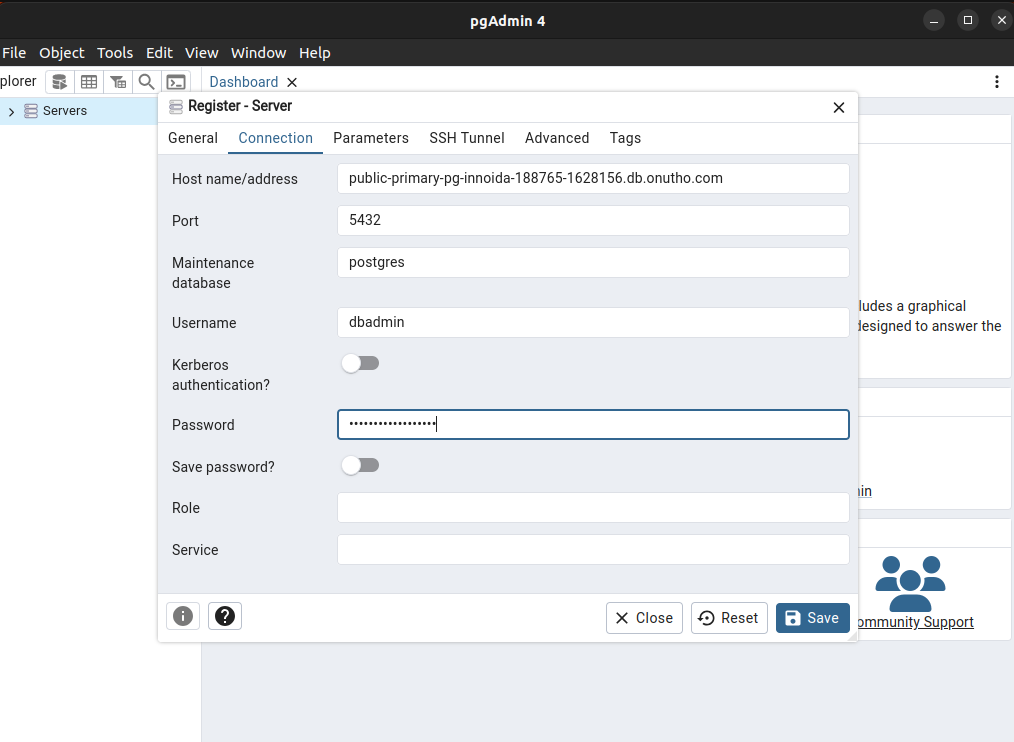 pgAdmin 4
File Object Tools Edit View Window Help
plorer
Dashboard
Servers
Register - Server
General Connection Parameters SSH Tunnel Advanced Tags
Host name/address
public-primary-pg-innoida-188765-1628156.db.onutho.com
Port
5432
Maintenance
database
postgres
Username
dbadmin
Kerberos
authentication?
Password
••••••••••••••••••
Save password?
Role
Service
Close Reset Save
ludes a graphical
designed to answer the
in
ommunity Support